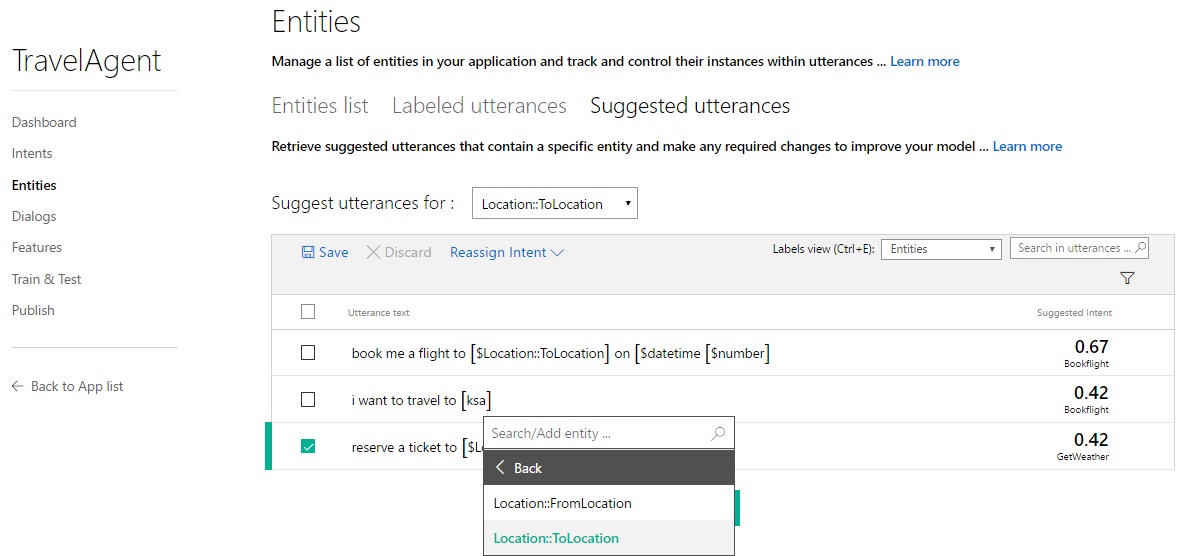 TravelAgent
Dashboard
Intents
Entities
Dialogs
Features
Train & Test
Publish
Back to App list
Entities
Manage a list of entities in your application and track and control their instances within utterances ... Learn more
Entities list Labeled utterances Suggested utterances
Retrieve suggested utterances that contain a specific entity and make any required changes to improve your model ... Learn more
Suggest utterances for : Location::ToLocation
Save Discard Reassign Intent Labels view (Ctrl+E): Entities Search in utterances ...
Utterance text Suggested Intent
book me a flight to [$Location::ToLocation] on [$datetime [$number] 0.67
Bookflight
i want to travel to [ksa] 0.42
Bookflight
reserve a ticket to 0.42
GetWeather
Search/Add entity ...
Back
Location::FromLocation
Location::ToLocation